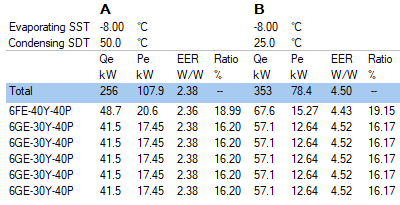 A B
Evaporating SST -8.00 °C -8.00 °C
Condensing SDT 50.0 °C 25.0 °C
Qe Pe EER Ratio Qe Pe EER Ratio
kW kW W/W % kW kW W/W %
Total 256 107.9 2.38 -- 353 78.4 4.50 --
6FE-40Y-40P 48.7 20.6 2.36 18.99 67.6 15.27 4.43 19.15
6GE-30Y-40P 41.5 17.45 2.38 16.20 57.1 12.64 4.52 16.17
6GE-30Y-40P 41.5 17.45 2.38 16.20 57.1 12.64 4.52 16.17
6GE-30Y-40P 41.5 17.45 2.38 16.20 57.1 12.64 4.52 16.17
6GE-30Y-40P 41.5 17.45 2.38 16.20 57.1 12.64 4.52 16.17
6GE-30Y-40P 41.5 17.45 2.38 16.20 57.1 12.64 4.52 16.17